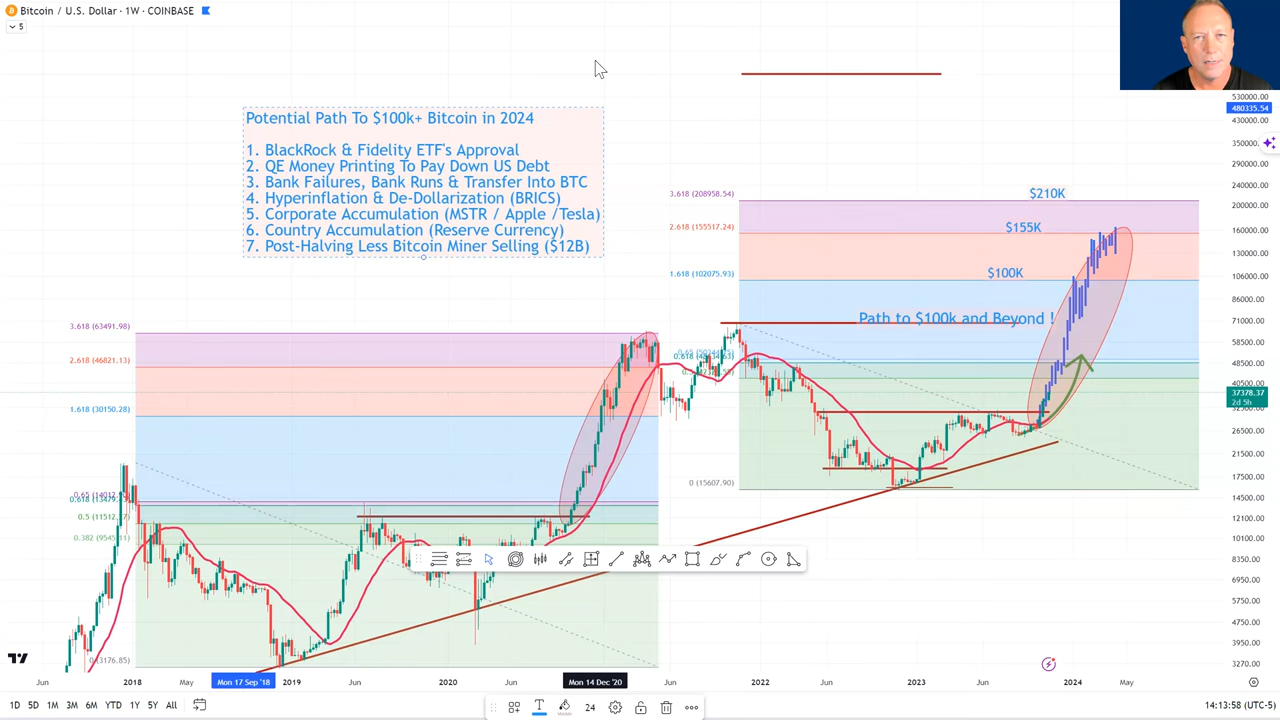 Bitcoin / U.S. Dollar · 1W · COINBASE
5
Potential Path To $100k+ Bitcoin in 2024
1. BlackRock & Fidelity ETF's Approval
2. QE Money Printing To Pay Down US Debt
3. Bank Failures, Bank Runs & Transfer Into BTC
4. Hyperinflation & De-Dollarization (BRICS)
5. Corporate Accumulation (MSTR / Apple /Tesla)
6. Country Accumulation (Reserve Currency)
7. Post-Halving Less Bitcoin Miner Selling ($12B)
530000.00
480335.54
430000.00
350000.00
290000.00
240000.00
200000.00
160000.00
130000.00
106000.00
86000.00
71000.00
58500.00
48500.00
40500.00
37378.37
2d 5h
26500.00
21500.00
17500.00
14500.00
12100.00
10100.00
8350.00
6950.00
5750.00
4750.00
3950.00
3270.00
3.618 (208958.54)
$210K
2.618 (155517.24)
$155K
1.618 (102075.93)
$100K
Path to $100k and Beyond !
0 (15607.90)
3.618 (63491.98)
2.618 (46821.13)
1.618 (30150.28)
0.5 (11512.17)
0 (3176.85)
Jun 2018 May Mon 17 Sep '18 2019 Jun 2020 Jun Mon 14 Dec '20 Jun 2022 Jun 2023 Jun 2024 May
1D 5D 1M 3M 6M YTD 1Y 5Y All
24
14:13:58 (UTC-5)